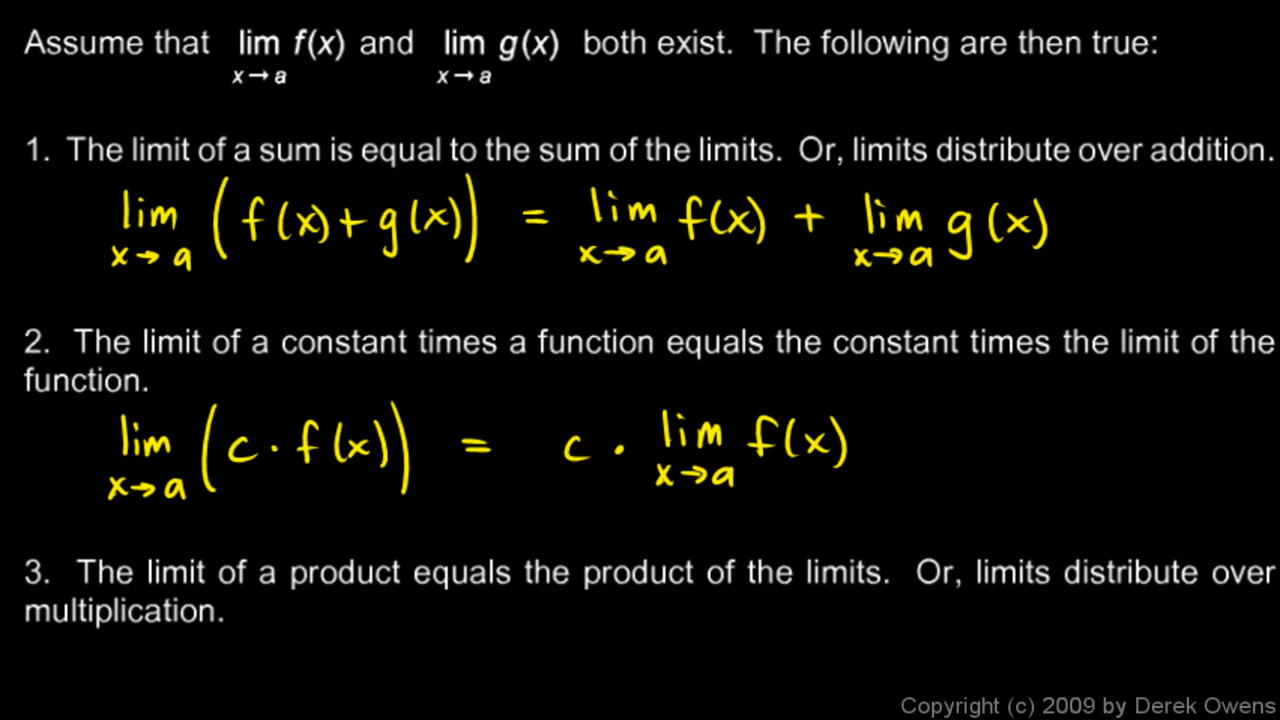 Assume that lim f(x) and lim g(x) both exist. The following are then true:
x→a x→a
1. The limit of a sum is equal to the sum of the limits. Or, limits distribute over addition.
lim (f(x)+g(x)) = lim f(x) + lim g(x)
x→a x→a x→a
2. The limit of a constant times a function equals the constant times the limit of the
function.
lim (c · f(x)) = c · lim f(x)
x→a x→a
3. The limit of a product equals the product of the limits. Or, limits distribute over
multiplication.
Copyright (c) 2009 by Derek Owens